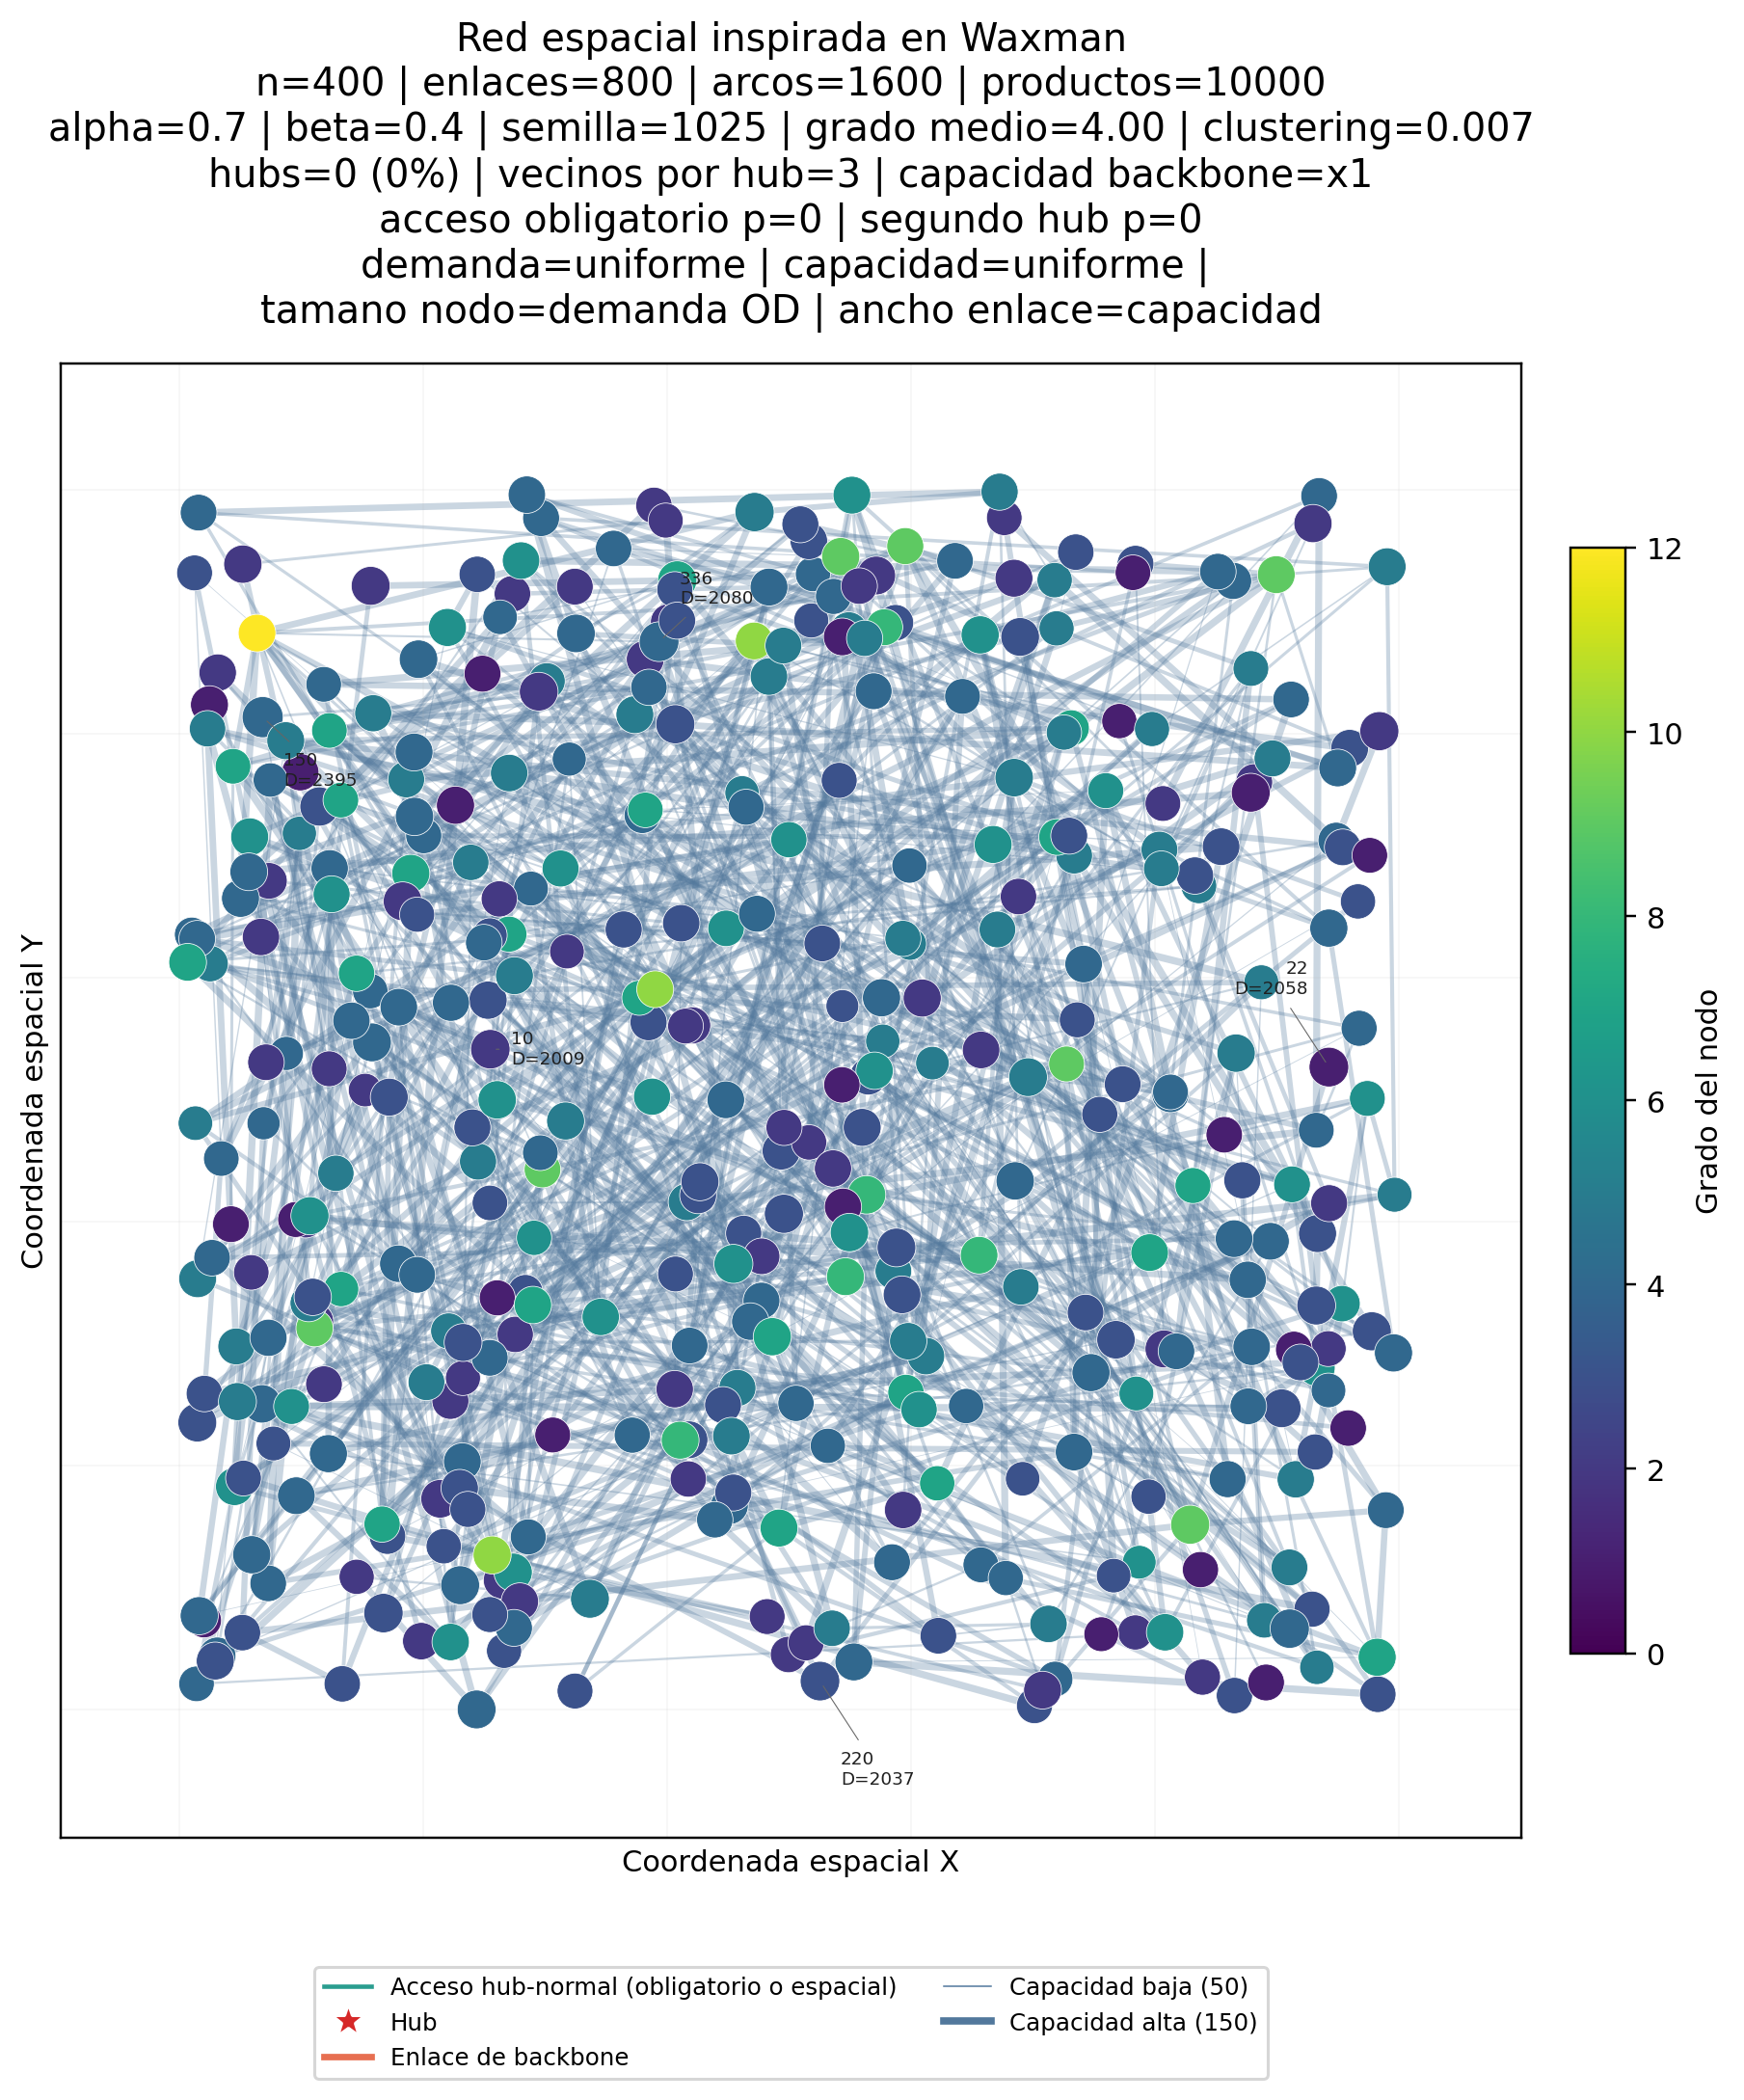 Red espacial inspirada en Waxman
n=400 | enlaces=800 | arcos=1600 | productos=10000
alpha=0.7 | beta=0.4 | semilla=1025 | grado medio=4.00 | clustering=0.007
hubs=0 (0%) | vecinos por hub=3 | capacidad backbone=x1
acceso obligatorio p=0 | segundo hub p=0
demanda=uniforme | capacidad=uniforme |
tamano nodo=demanda OD | ancho enlace=capacidad
336
D=2080
150
D=2395
22
D=2058
10
D=2009
220
D=2037
Coordenada espacial Y
Coordenada espacial X
12
10
8
6
4
2
0
Grado del nodo
Acceso hub-normal (obligatorio o espacial)
Hub
Enlace de backbone
Capacidad baja (50)
Capacidad alta (150)